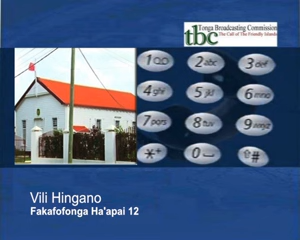 Tonga Broadcasting Commission
tbc
The Call of The Friendly Islands
1
2abc
3def
4ghi
5jkl
6mno
7pqrs
8tuv
9wxyz
*+
0
#
Vili Hingano
Fakafofonga Ha'apai 12